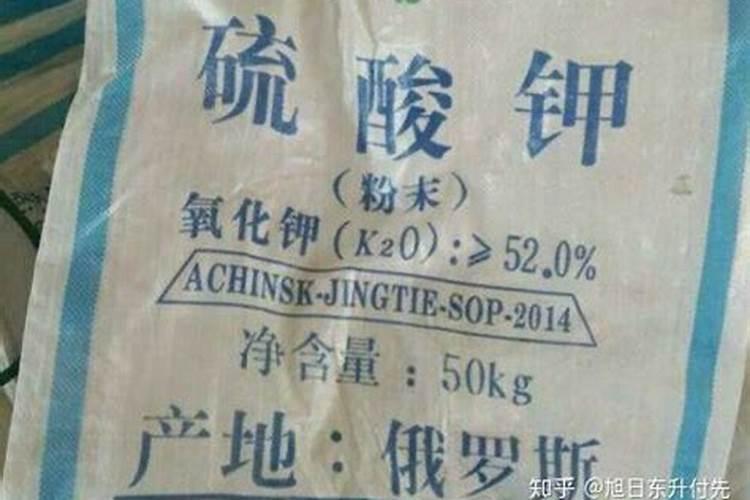 硫酸钾
（粉末）
氧化钾(K₂O):≥52.0%
ACHINSK-JINGTIE-SOP-2014
净含量：50kg
产地：俄罗斯
知乎 @旭日东升付先